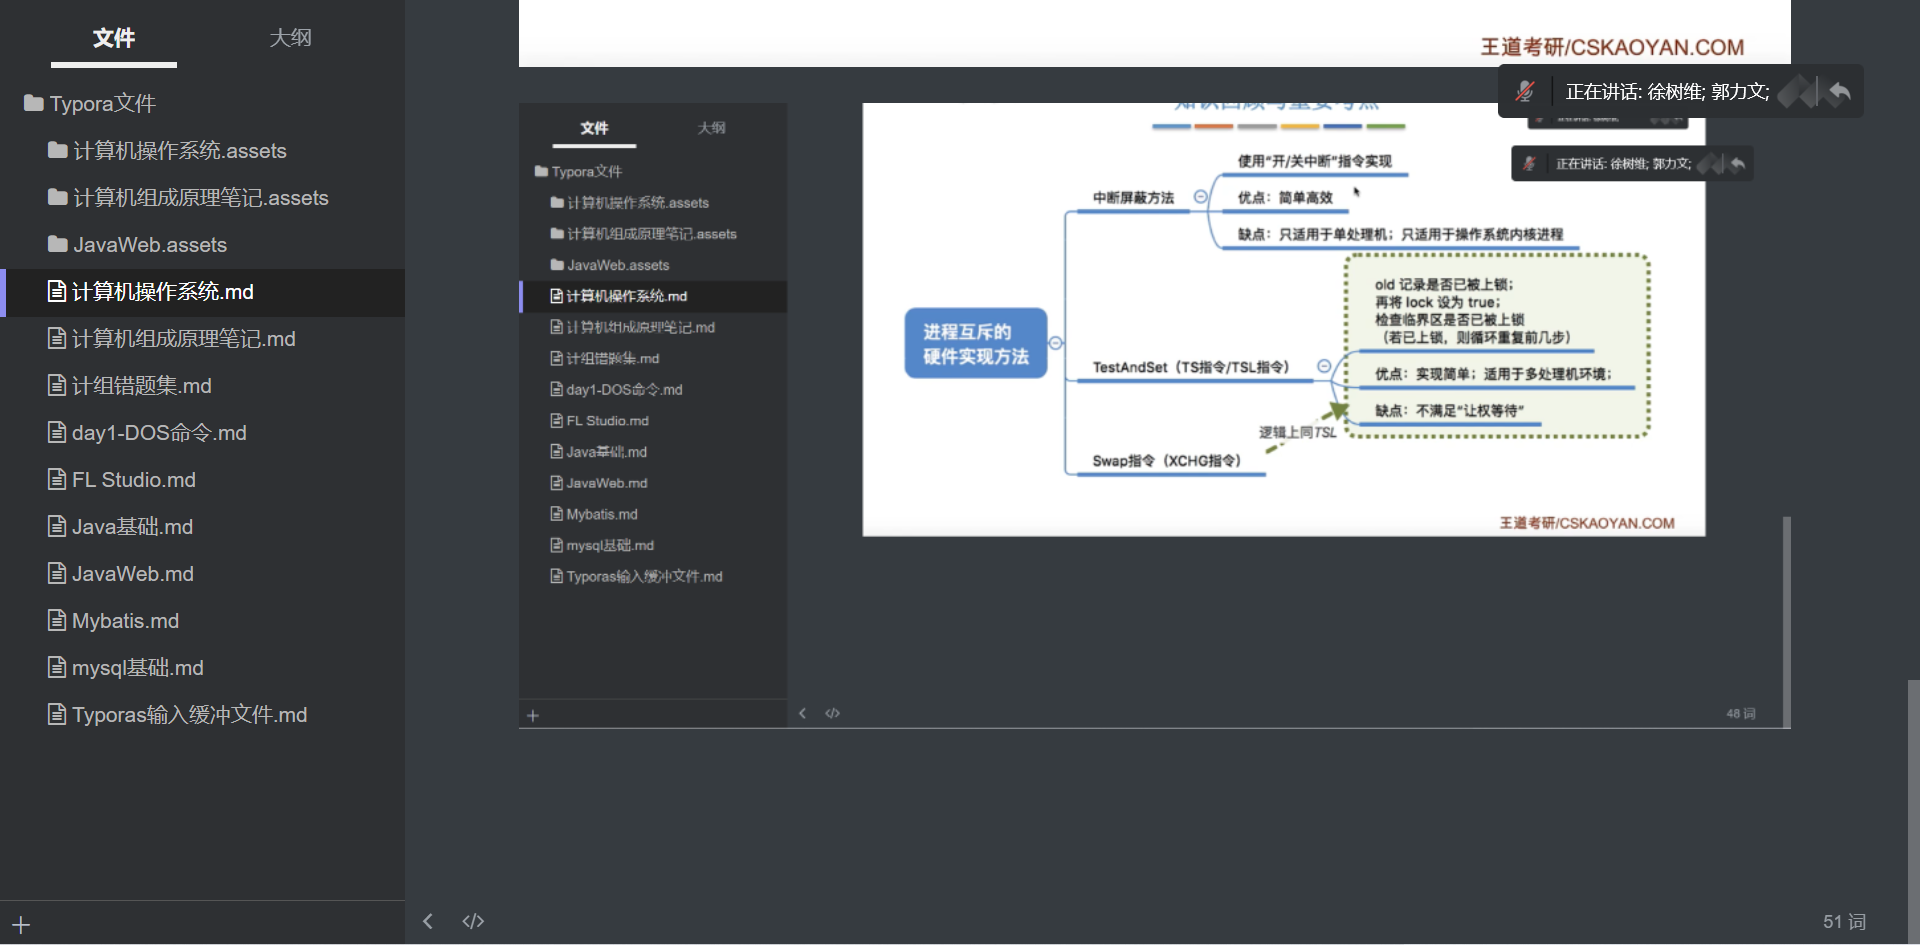 文件
大纲
Typora文件
计算机操作系统.assets
计算机组成原理笔记.assets
JavaWeb.assets
计算机操作系统.md
计算机组成原理笔记.md
计组错题集.md
day1-DOS命令.md
FL Studio.md
Java基础.md
JavaWeb.md
Mybatis.md
mysql基础.md
Typoras输入缓冲文件.md
王道考研/CSKAOYAN.COM
正在讲话: 徐树维; 郭力文;
文件
大纲
Typora文件
计算机操作系统.assets
计算机组成原理笔记.assets
JavaWeb.assets
计算机操作系统.md
计算机组成原理笔记.md
计组错题集.md
day1-DOS命令.md
FL Studio.md
Java基础.md
JavaWeb.md
Mybatis.md
mysql基础.md
Typoras输入缓冲文件.md
知识回顾与重要考点
正在讲话: 徐树维; 郭力文;
进程互斥的
硬件实现方法
中断屏蔽方法
使用“开/关中断”指令实现
优点：简单高效
缺点：只适用于单处理机；只适用于操作系统内核进程
TestAndSet（TS指令/TSL指令）
old 记录是否已被上锁；
再将 lock 设为 true；
检查临界区是否已被上锁
（若已上锁，则循环重复前几步）
优点：实现简单；适用于多处理机环境；
缺点：不满足“让权等待”
逻辑上同TSL
Swap指令（XCHG指令）
王道考研/CSKAOYAN.COM
48 词
51 词